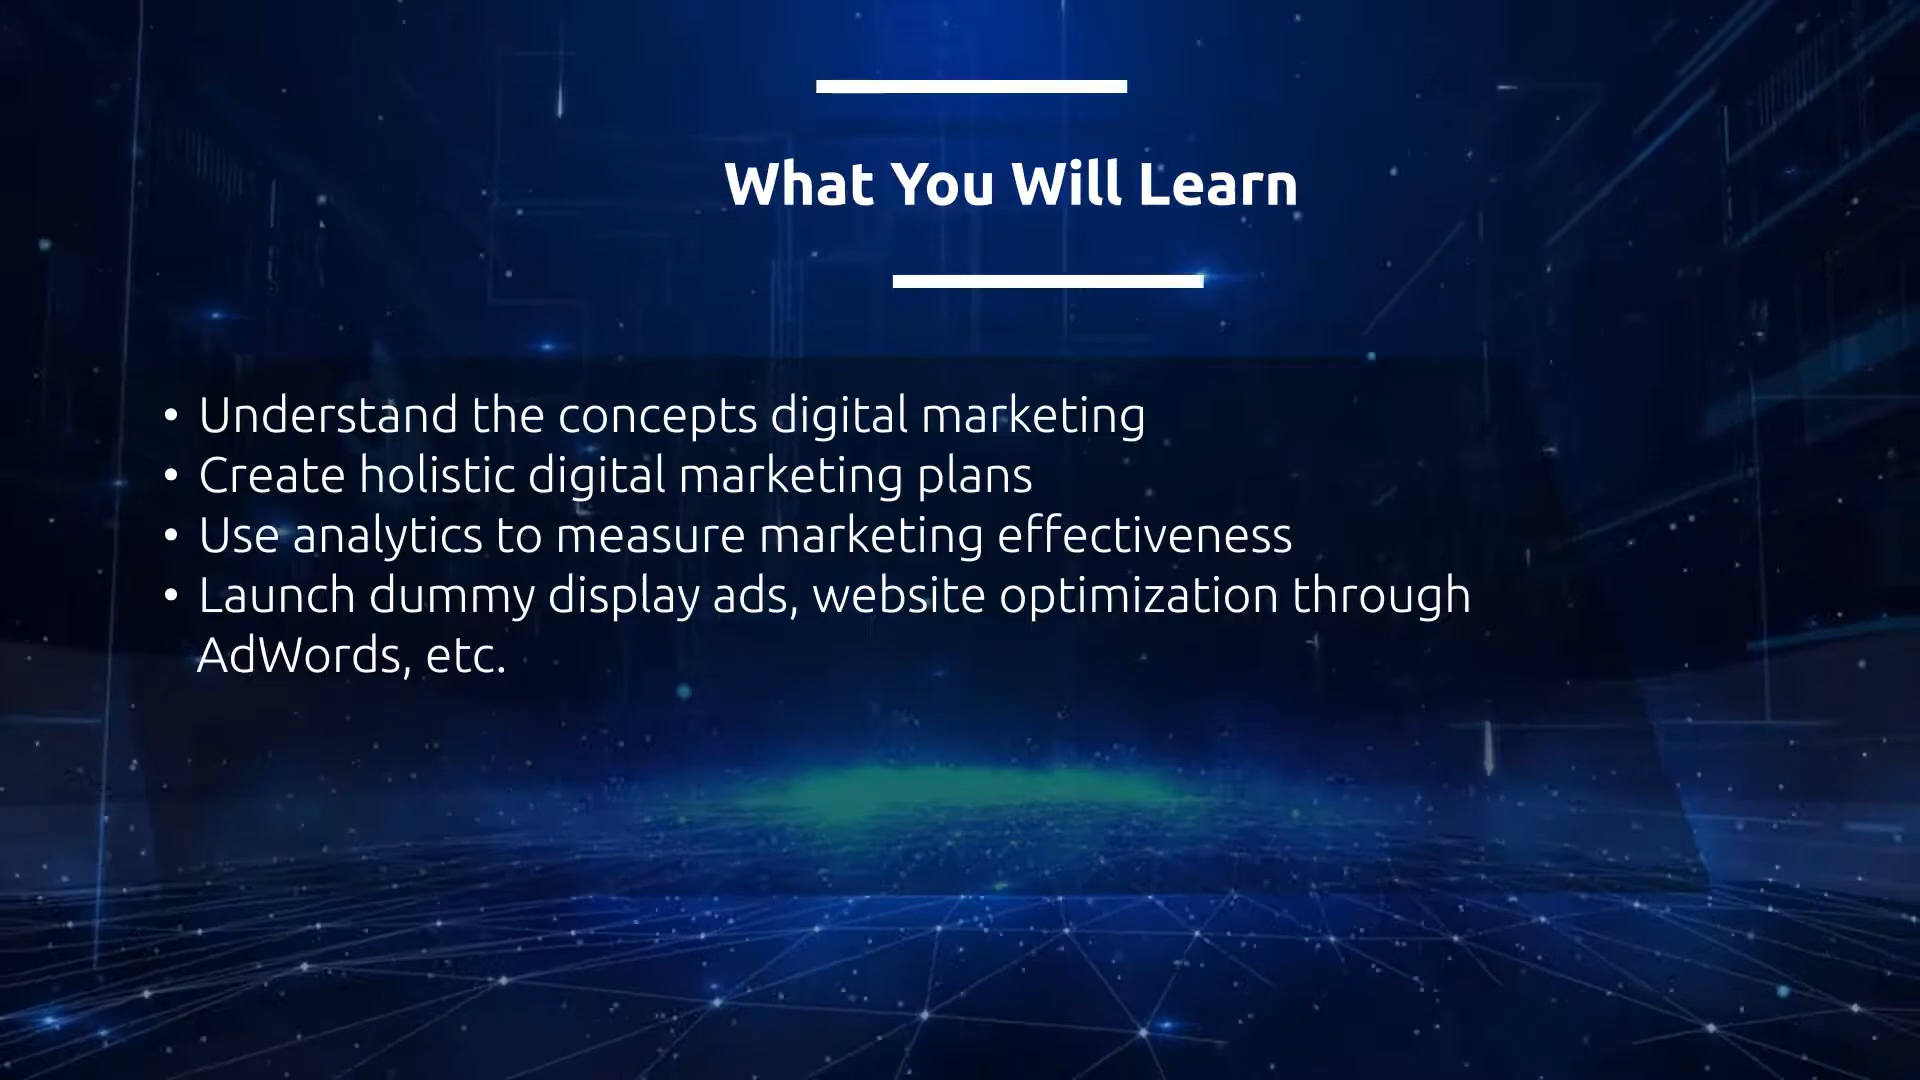 What You Will Learn
• Understand the concepts digital marketing
• Create holistic digital marketing plans
• Use analytics to measure marketing effectiveness
• Launch dummy display ads, website optimization through
AdWords, etc.